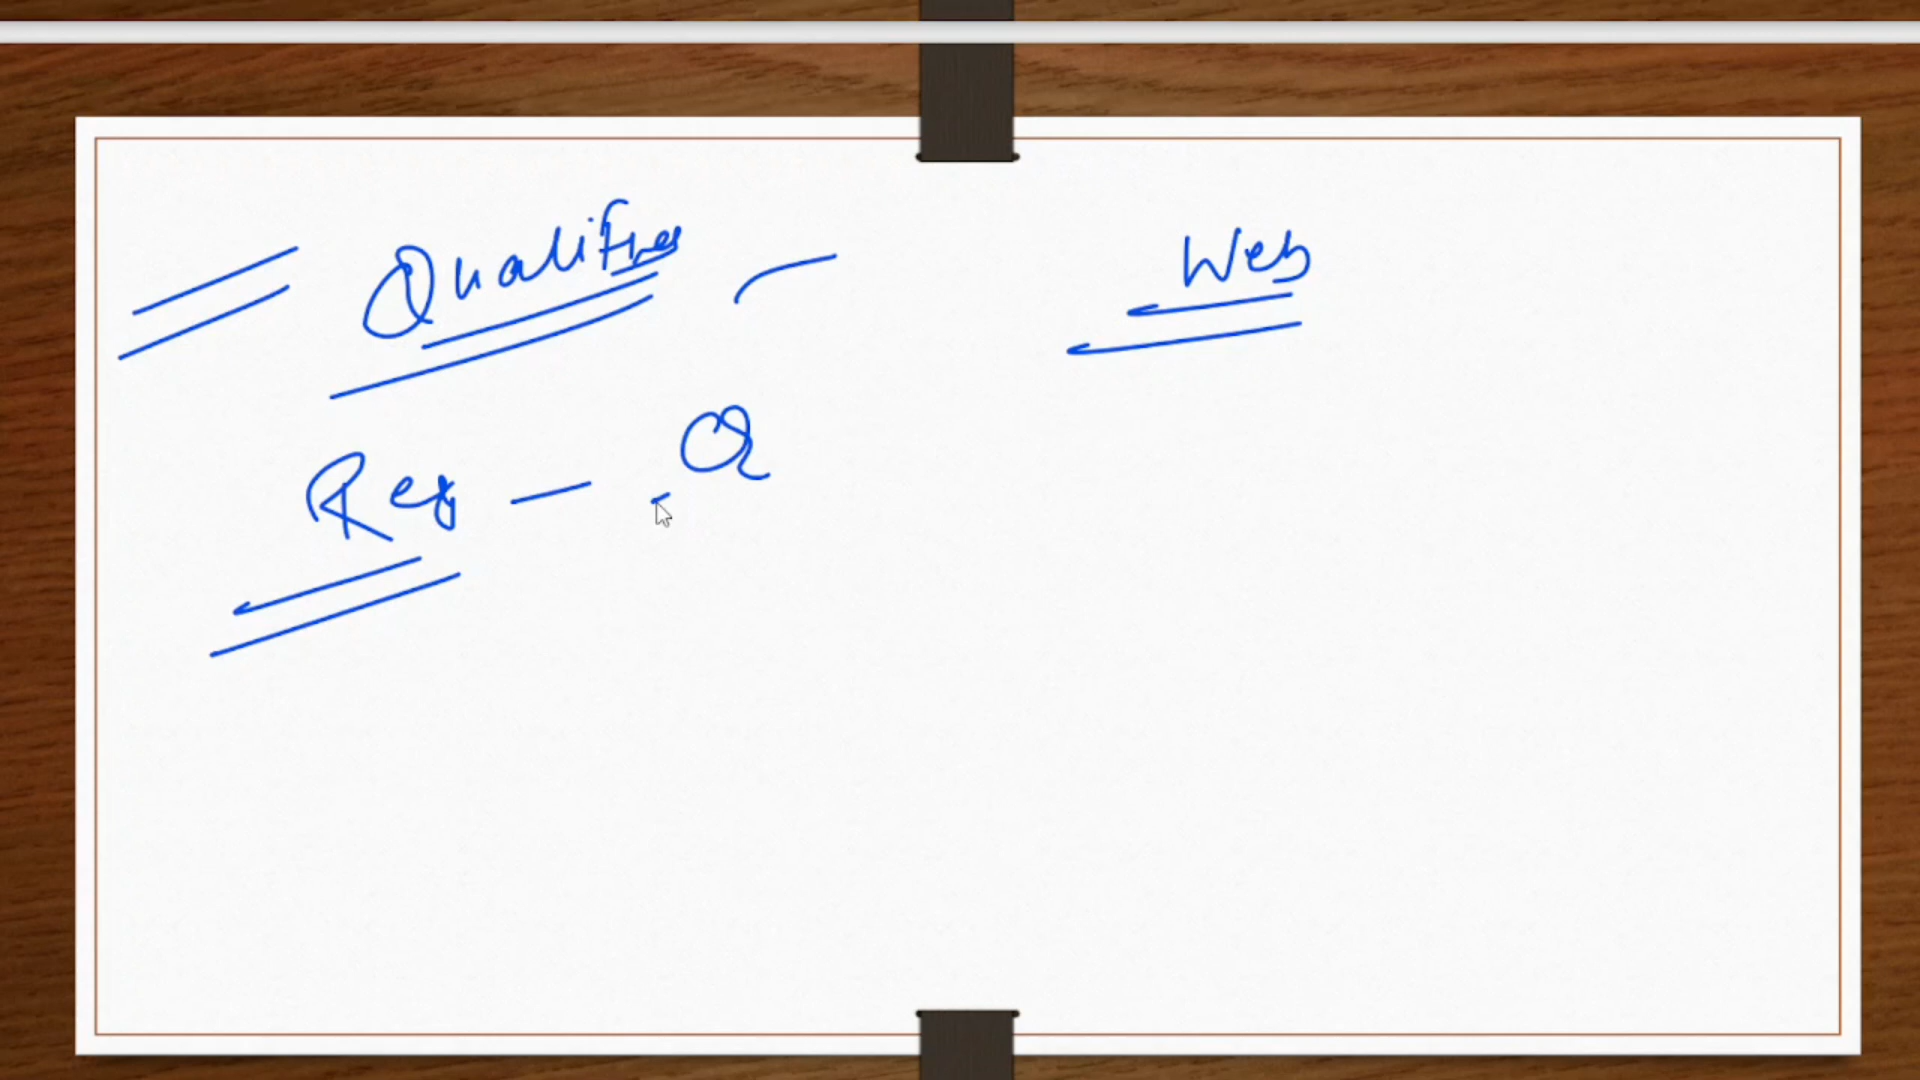 Qualifier — Web
Reg — Q